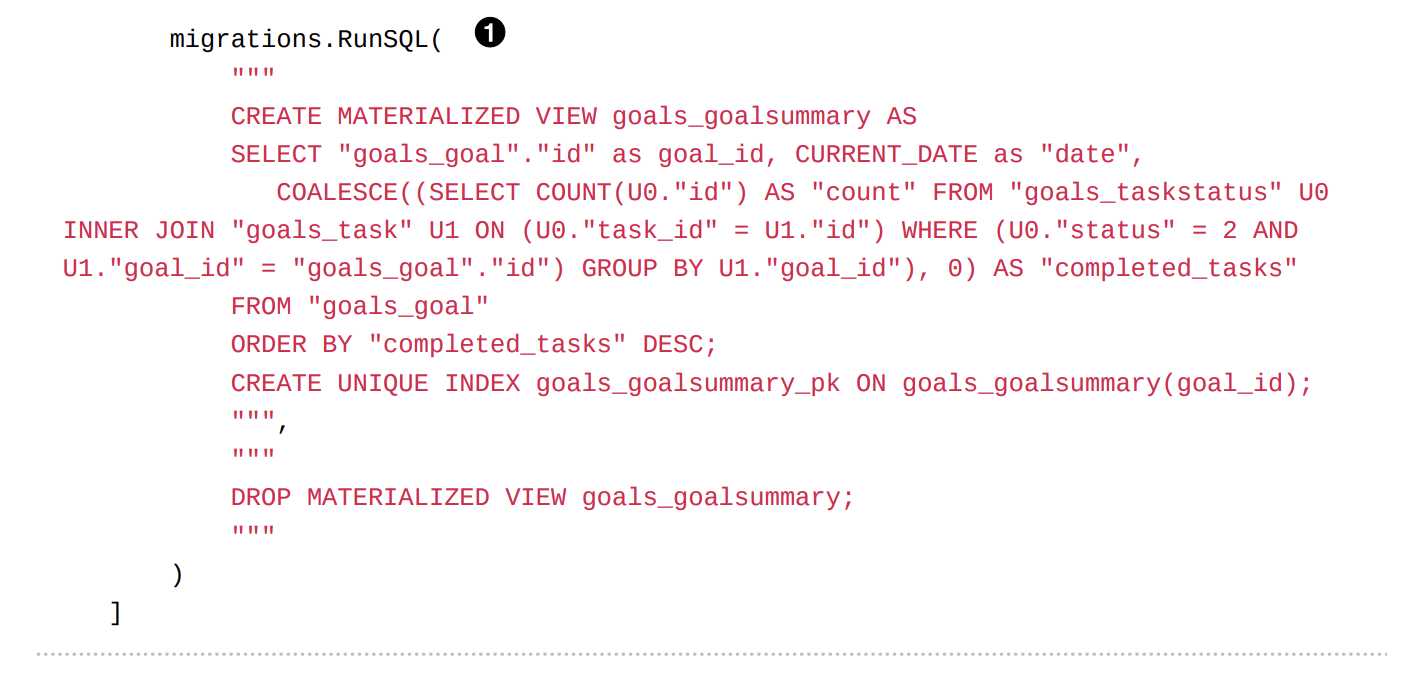 migrations.RunSQL( ❶
"""
CREATE MATERIALIZED VIEW goals_goalsummary AS
SELECT "goals_goal"."id" as goal_id, CURRENT_DATE as "date",
COALESCE((SELECT COUNT(U0."id") AS "count" FROM "goals_taskstatus" U0
INNER JOIN "goals_task" U1 ON (U0."task_id" = U1."id") WHERE (U0."status" = 2 AND
U1."goal_id" = "goals_goal"."id") GROUP BY U1."goal_id"), 0) AS "completed_tasks"
FROM "goals_goal"
ORDER BY "completed_tasks" DESC;
CREATE UNIQUE INDEX goals_goalsummary_pk ON goals_goalsummary(goal_id);
""",
"""
DROP MATERIALIZED VIEW goals_goalsummary;
"""
)
]